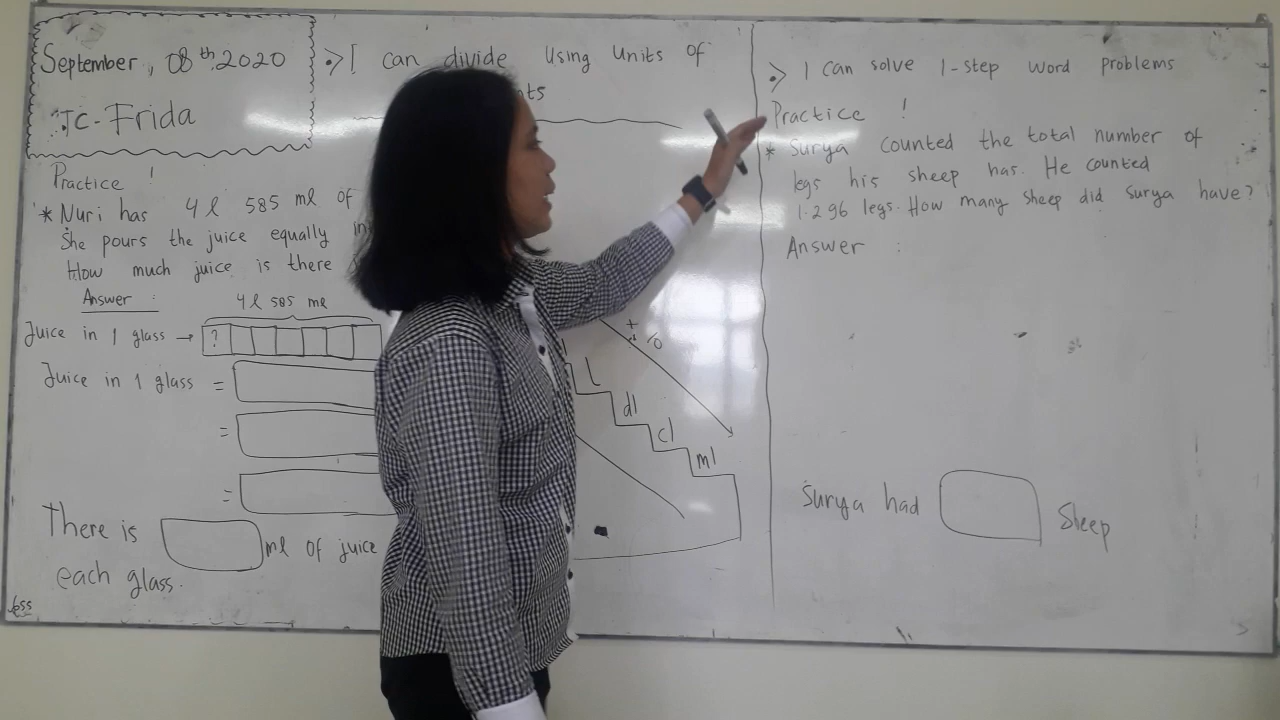 September, 08th, 2020
JC-Frida
•> I can divide using units of
nts
Practice !
* Nuri has 4 l 585 ml of
She pours the juice equally in
How much juice is there
Answer :
4 l 585 ml
Juice in 1 glass → ?
Juice in 1 glass =
=
=
There is ml of juice
each glass.
L
dl
cl
ml
•> I can solve 1-step word problems
Practice !
* Surya counted the total number of
legs his sheep has. He counted
1.296 legs. How many sheep did Surya have?
Answer :
Surya had Sheep